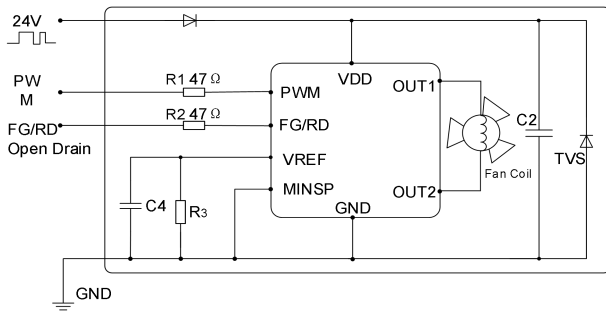 24V
PW
M
R1 47 Ω
R2 47 Ω
FG/RD
Open Drain
VDD
PWM
FG/RD
VREF
MINSP
GND
OUT1
OUT2
Fan Coil
C2
TVS
C4
R3
GND